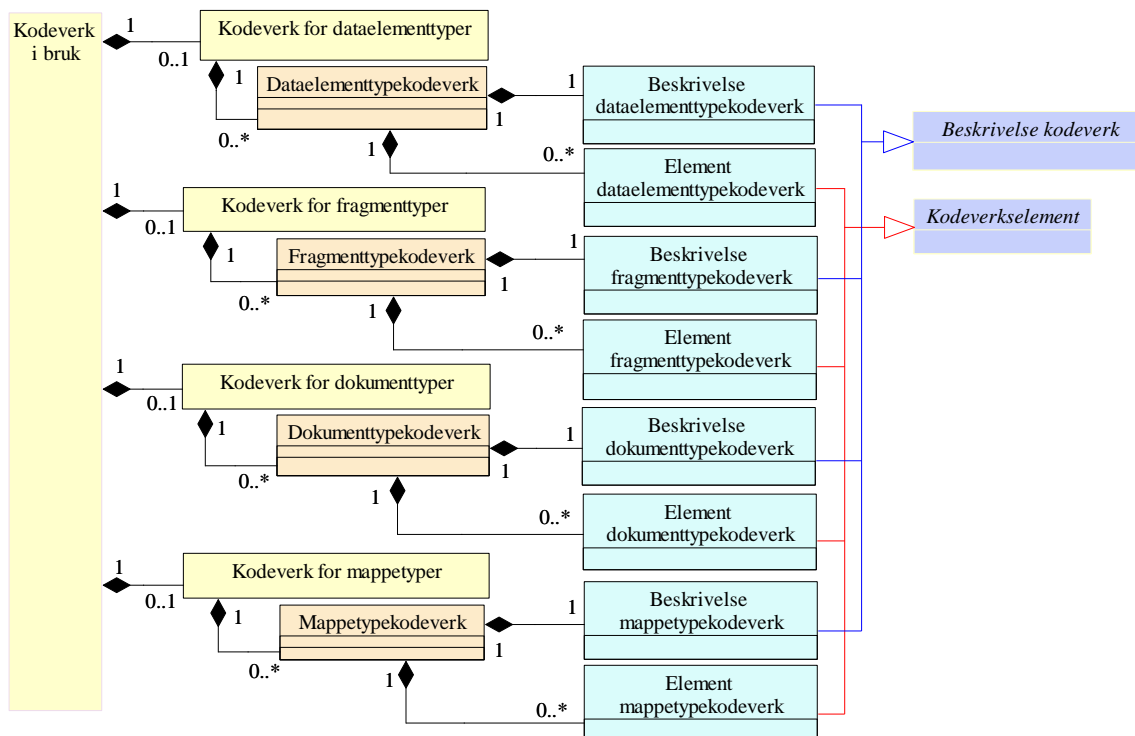 Kodeverk
i bruk
1
0..1
Kodeverk for dataelementtyper
1
0..*
Dataelementtypekodeverk
1
1
Beskrivelse
dataelementtypekodeverk
1
0..*
Element
dataelementtypekodeverk
Beskrivelse kodeverk
Kodeverkselement
1
0..1
Kodeverk for fragmenttyper
1
0..*
Fragmenttypekodeverk
1
1
Beskrivelse
fragmenttypekodeverk
1
0..*
Element
fragmenttypekodeverk
1
0..1
Kodeverk for dokumenttyper
1
0..*
Dokumenttypekodeverk
1
1
Beskrivelse
dokumenttypekodeverk
1
0..*
Element
dokumenttypekodeverk
1
0..1
Kodeverk for mappetyper
1
0..*
Mappetypekodeverk
1
1
Beskrivelse
mappetypekodeverk
1
0..*
Element
mappetypekodeverk